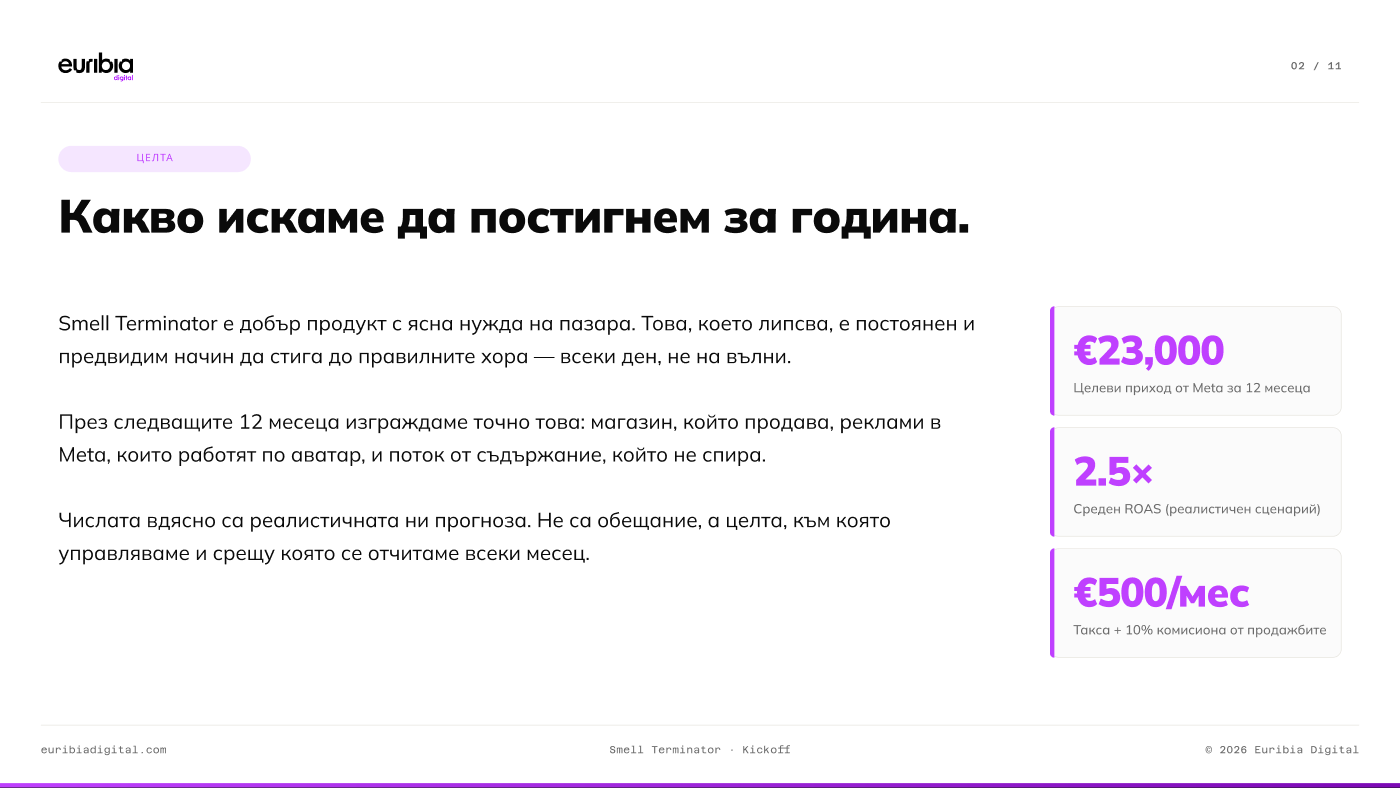 euribia
digital
02 / 11
ЦЕЛТА
Какво искаме да постигнем за година.
Smell Terminator е добър продукт с ясна нужда на пазара. Това, което липсва, е постоянен и
предвидим начин да стига до правилните хора — всеки ден, не на вълни.
През следващите 12 месеца изграждаме точно това: магазин, който продава, реклами в
Meta, които работят по аватар, и поток от съдържание, който не спира.
Числата вдясно са реалистичната ни прогноза. Не са обещание, а целта, към която
управляваме и срещу която се отчитаме всеки месец.
€23,000
Целеви приход от Meta за 12 месеца
2.5×
Среден ROAS (реалистичен сценарий)
€500/мес
Такса + 10% комисиона от продажбите
euribiadigital.com
Smell Terminator · Kickoff
© 2026 Euribia Digital